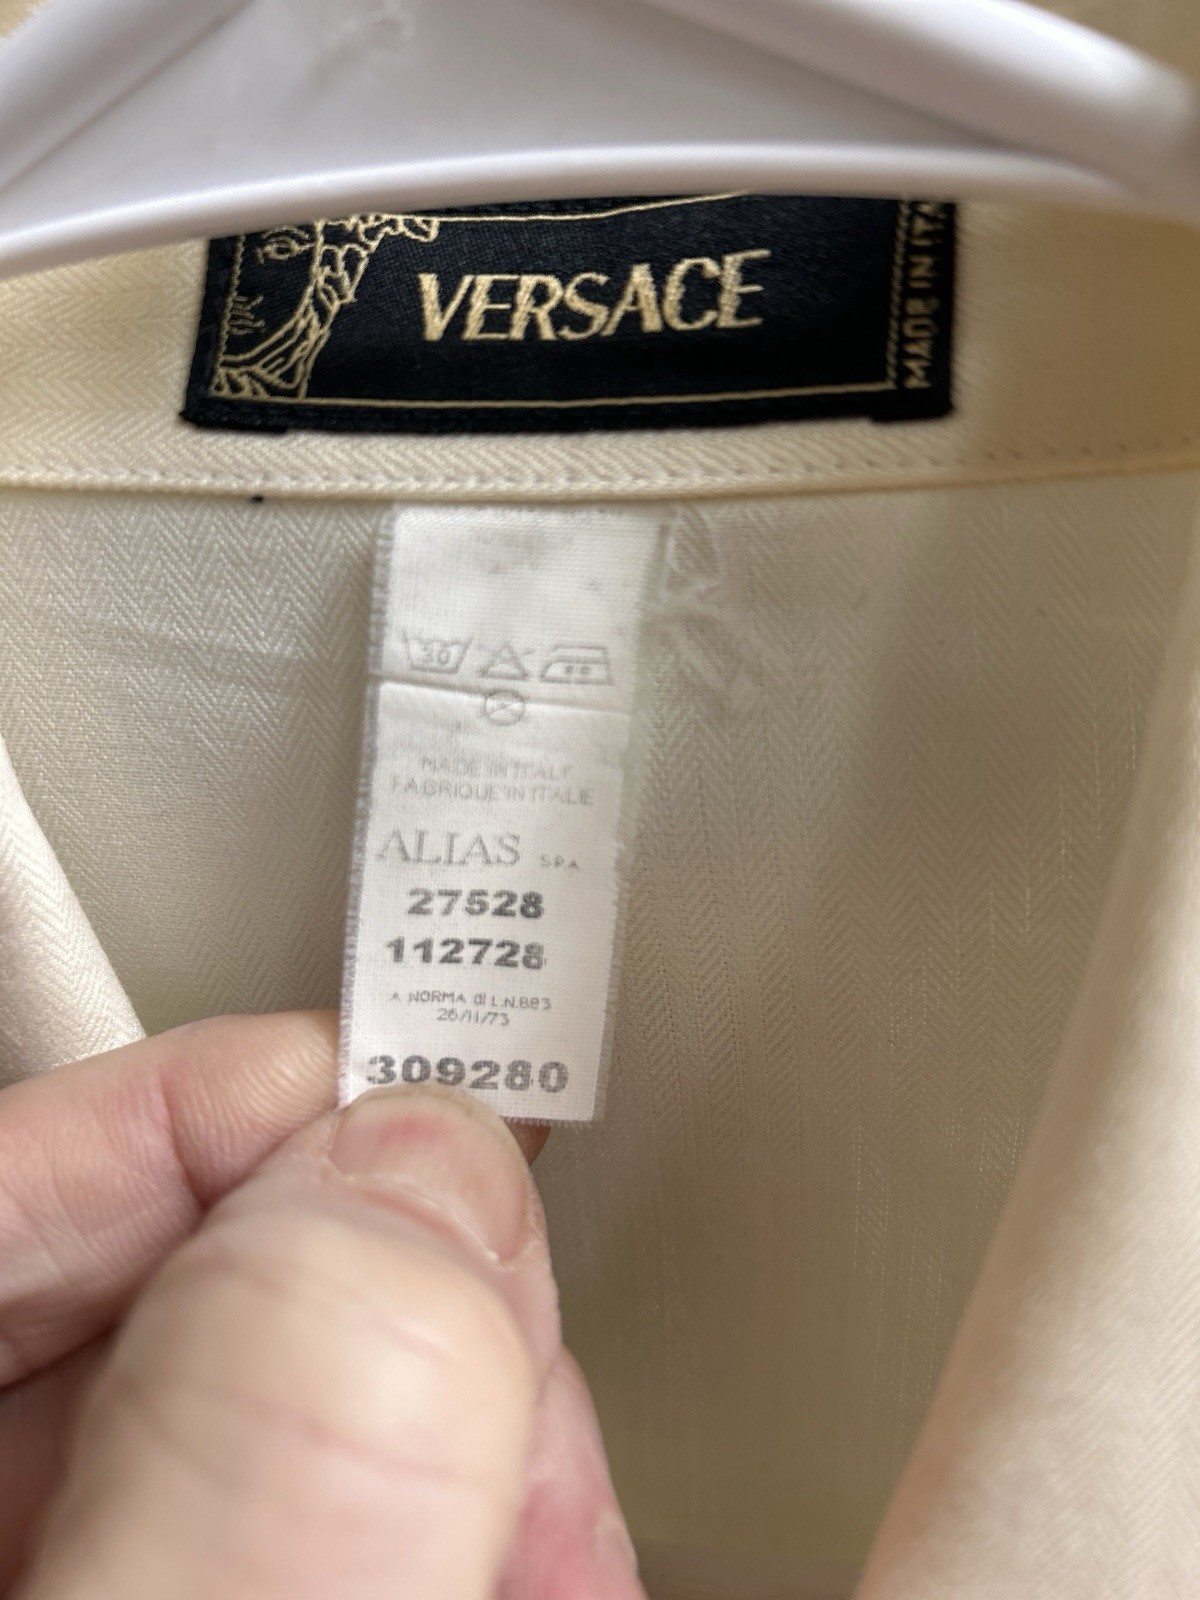 VERSACE
MADE IN ITA
30
MADE IN ITALY
FABRIQUE IN ITALIE
ALIAS S.P.A.
27528
112728
A NORMA di L.N.883
26/11/73
309280